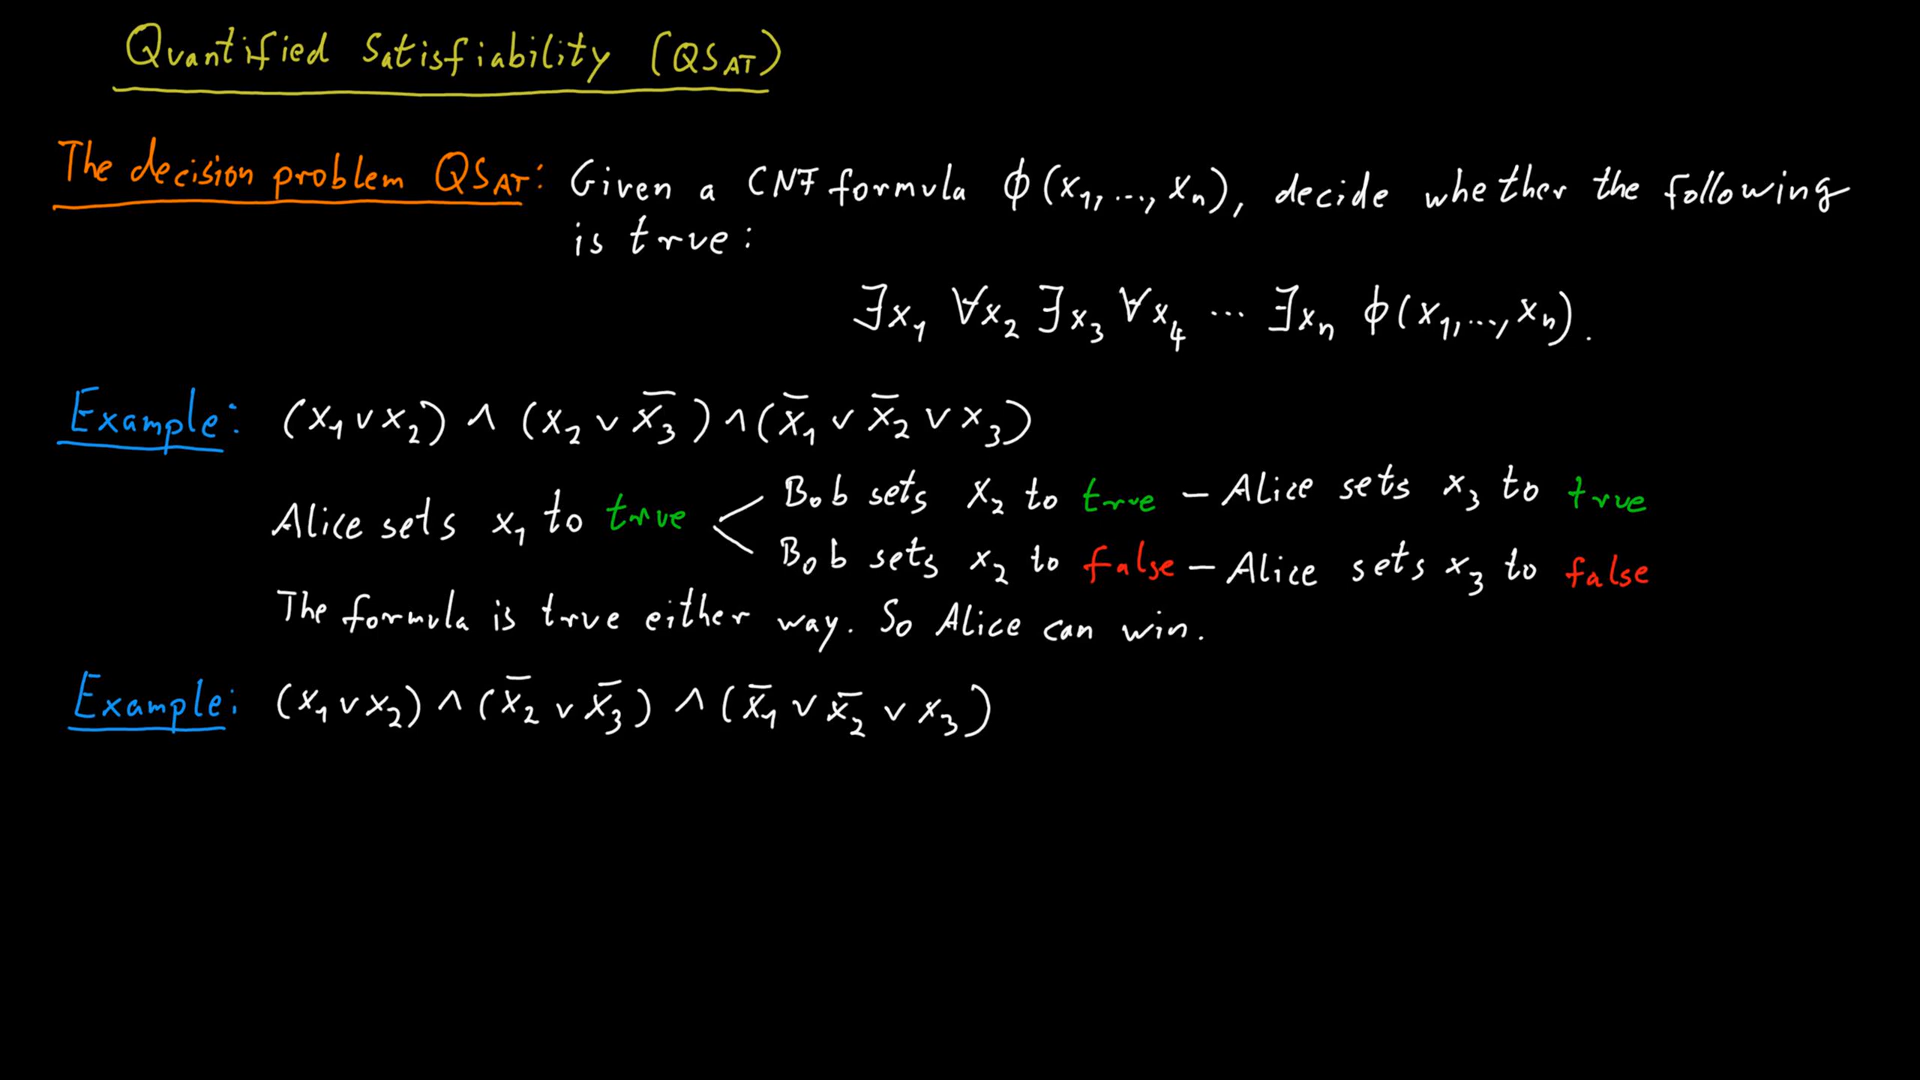 Quantified Satisfiability (QSAT)
The decision problem QSAT: Given a CNF formula ϕ(x₁,...,xₙ), decide whether the following
is true:
∃x₁ ∀x₂ ∃x₃ ∀x₄ ... ∃xₙ ϕ(x₁,...,xₙ).
Example: (x₁ ∨ x₂) ∧ (x₂ ∨ x̅₃) ∧ (x̅₁ ∨ x̅₂ ∨ x₃)
Bob sets x₂ to true – Alice sets x₃ to true
Alice sets x₁ to true
Bob sets x₂ to false – Alice sets x₃ to false
The formula is true either way. So Alice can win.
Example: (x₁ ∨ x₂) ∧ (x̅₂ ∨ x̅₃) ∧ (x̅₁ ∨ x̅₂ ∨ x₃)